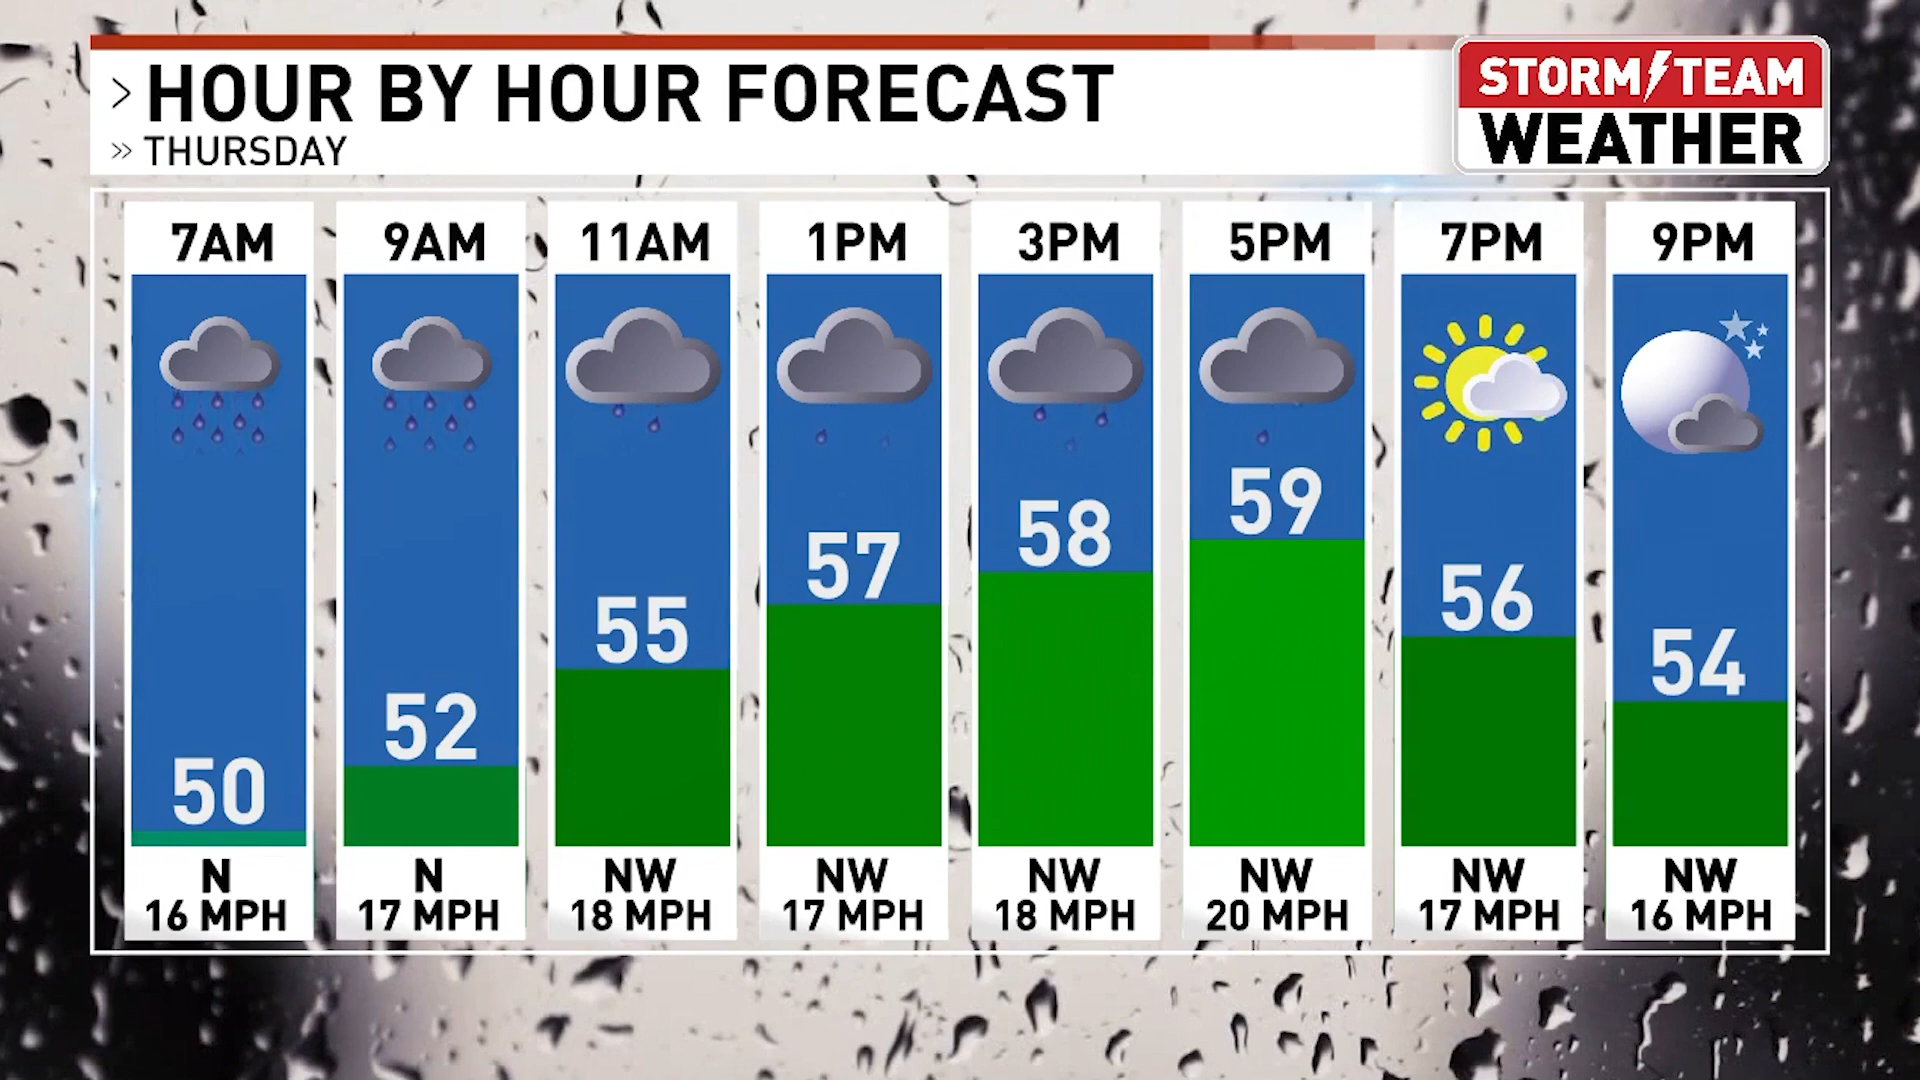 HOUR BY HOUR FORECAST
THURSDAY
STORM TEAM
WEATHER
7AM 9AM 11AM 1PM 3PM 5PM 7PM 9PM
50 52 55 57 58 59 56 54
N N NW NW NW NW NW NW
16 MPH 17 MPH 18 MPH 17 MPH 18 MPH 20 MPH 17 MPH 16 MPH